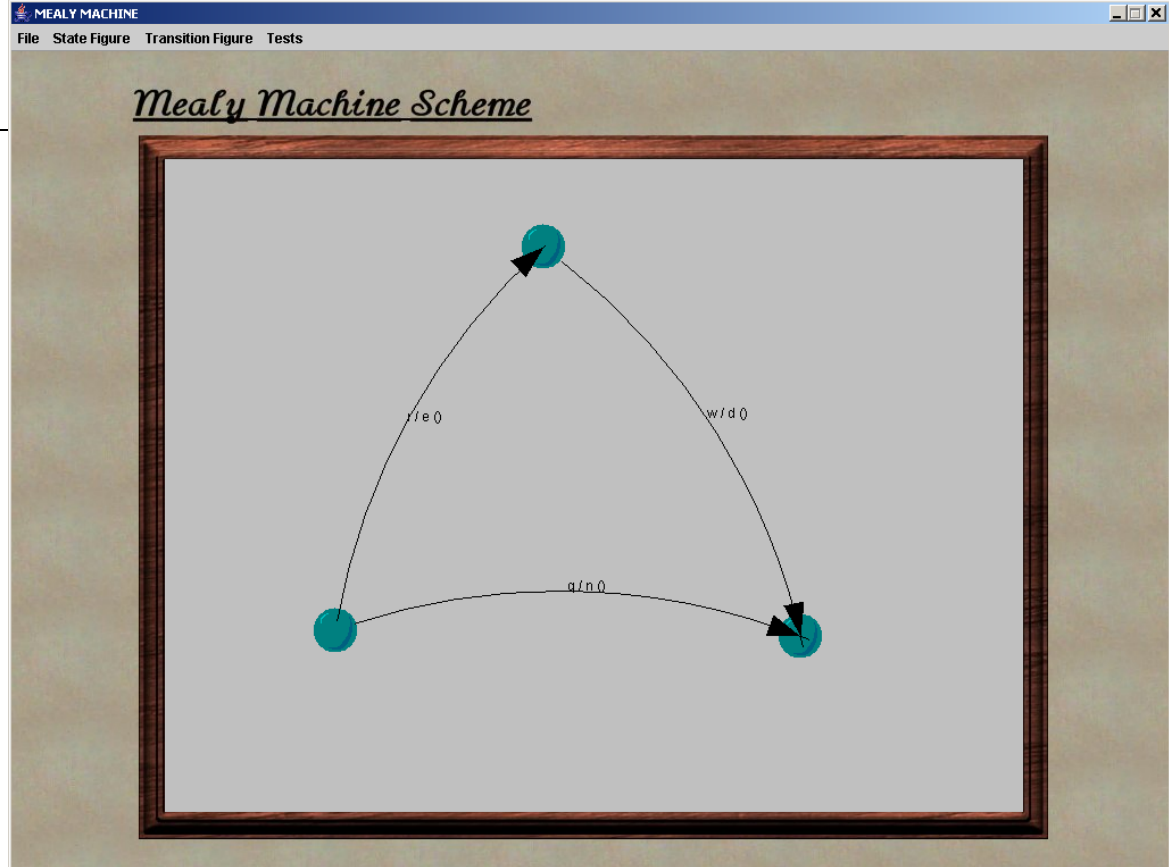 MEALY MACHINE
File State Figure Transition Figure Tests
Mealy Machine Scheme
/ e ()
w / d ()
q / n ()